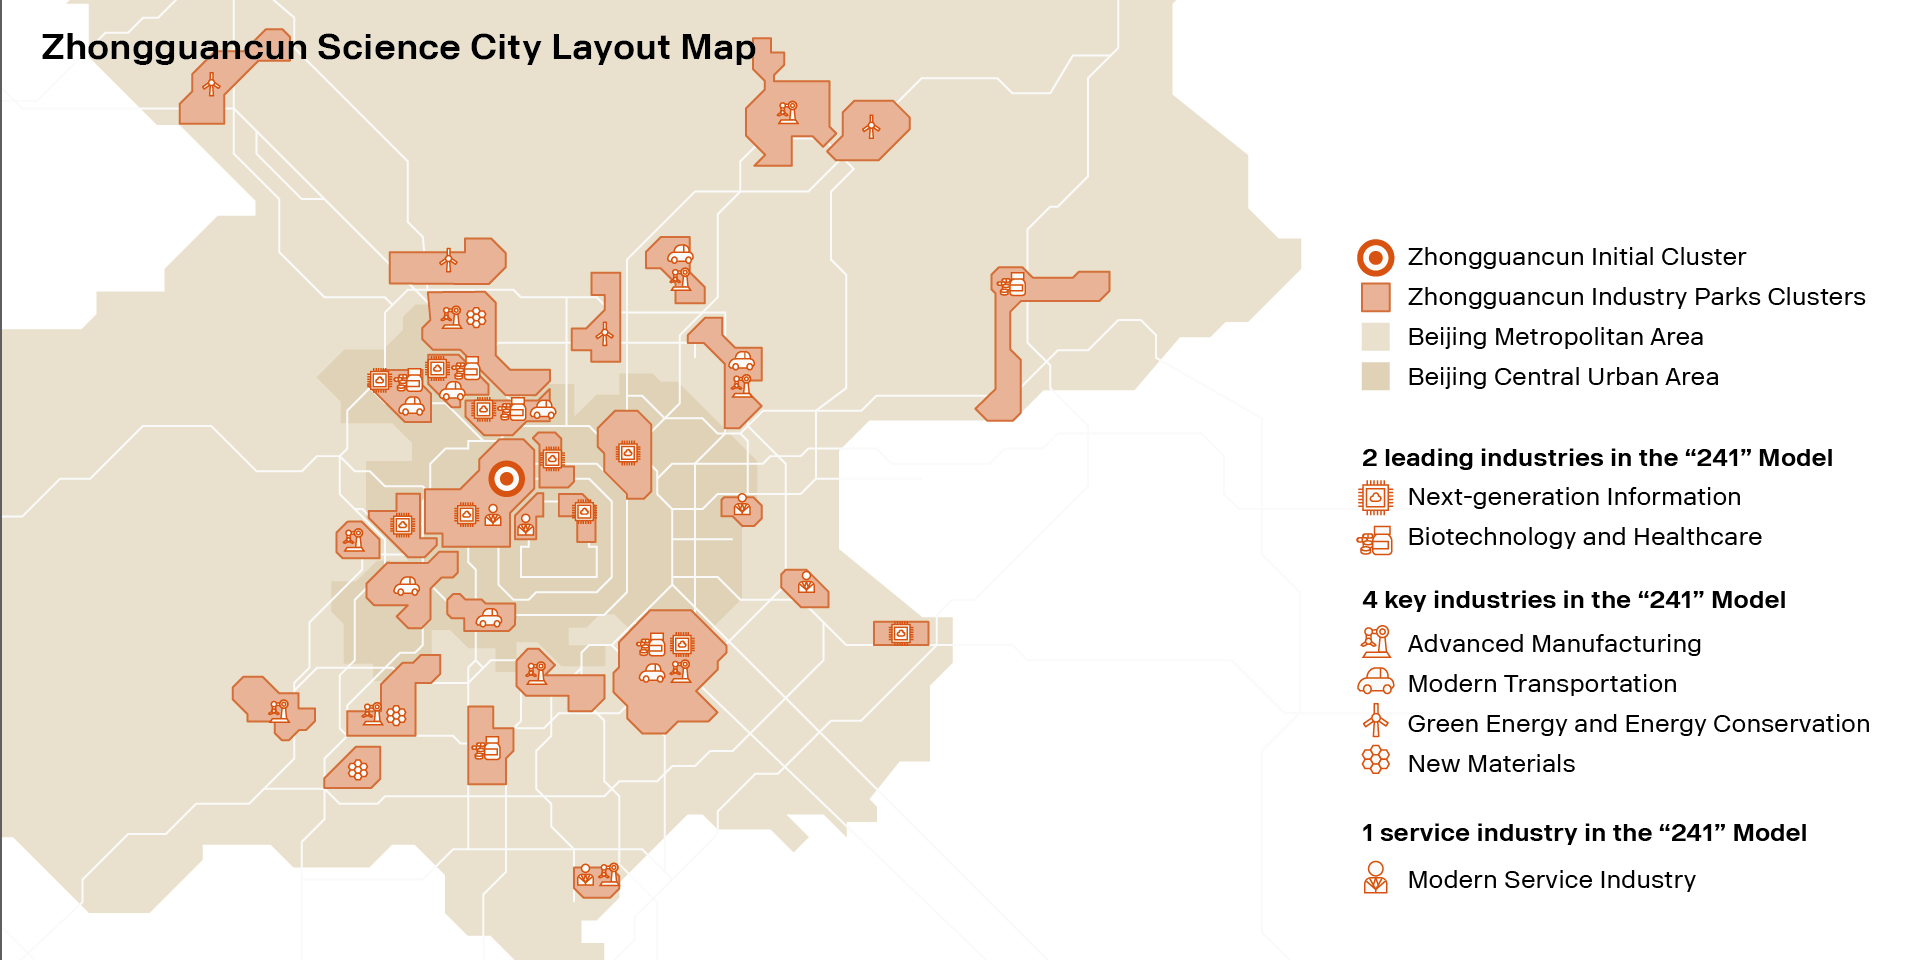 Zhongguancun Science City Layout Map
Zhongguancun Initial Cluster
Zhongguancun Industry Parks Clusters
Beijing Metropolitan Area
Beijing Central Urban Area
2 leading industries in the “241” Model
Next-generation Information
Biotechnology and Healthcare
4 key industries in the “241” Model
Advanced Manufacturing
Modern Transportation
Green Energy and Energy Conservation
New Materials
1 service industry in the “241” Model
Modern Service Industry